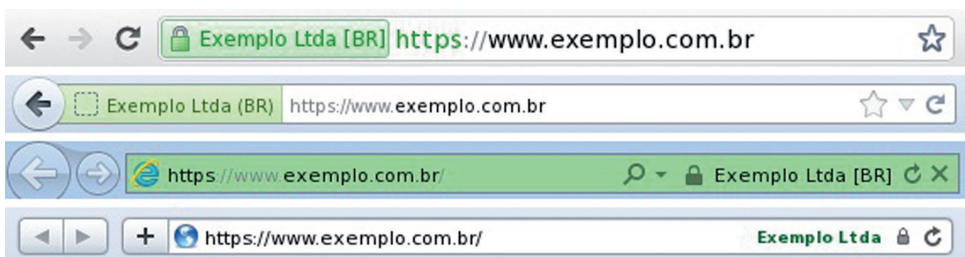 Exemplo Ltda [BR] https://www.exemplo.com.br
Exemplo Ltda (BR) https://www.exemplo.com.br
https://www.exemplo.com.br/ Exemplo Ltda [BR]
https://www.exemplo.com.br/ Exemplo Ltda